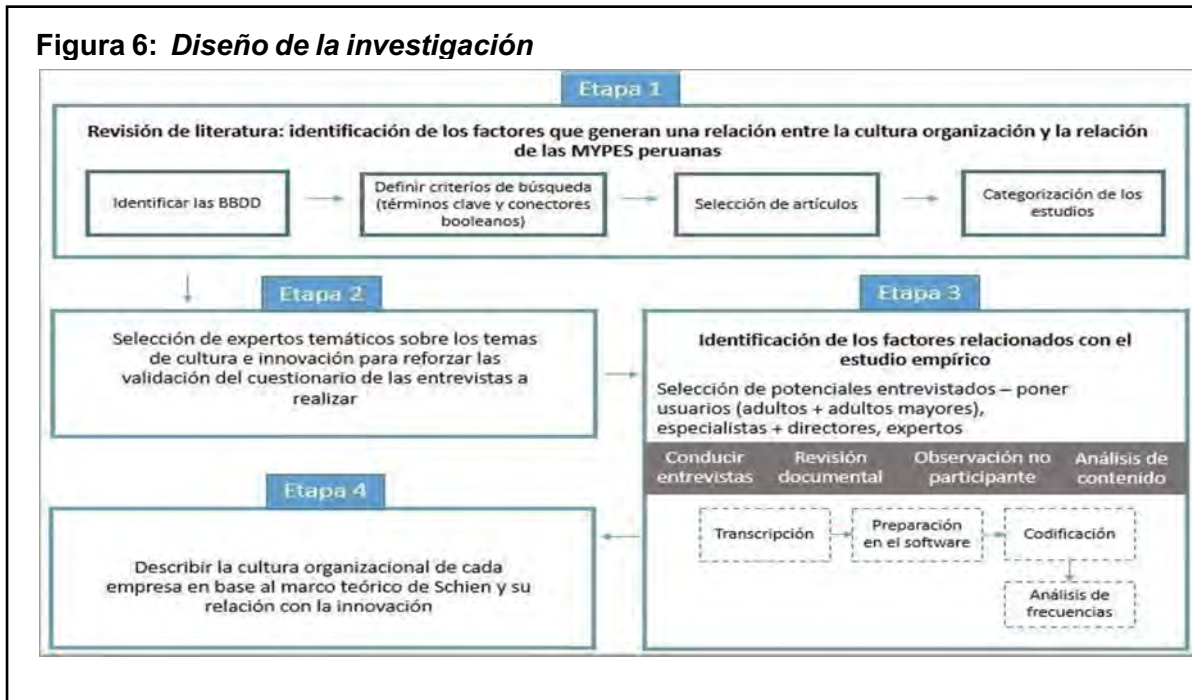 Figura 6: Diseño de la investigación
Etapa 1
Revisión de literatura: identificación de los factores que generan una relación entre la cultura organización y la relación
de las MYPES peruanas
Identificar las BBDD
Definir criterios de búsqueda
(términos clave y conectores
booleanos)
Selección de artículos
Categorización de los
estudios
Etapa 2
Selección de expertos temáticos sobre los temas
de cultura e innovación para reforzar las
validación del cuestionario de las entrevistas a
realizar
Etapa 3
Identificación de los factores relacionados con el
estudio empírico
Selección de potenciales entrevistados – poner
usuarios (adultos + adultos mayores),
especialistas + directores, expertos
Conducir
entrevistas
Revisión
documental
Observación no
participante
Análisis de
contenido
Transcripción
Preparación
en el software
Codificación
Análisis de
frecuencias
Etapa 4
Describir la cultura organizacional de cada
empresa en base al marco teórico de Schien y su
relación con la innovación